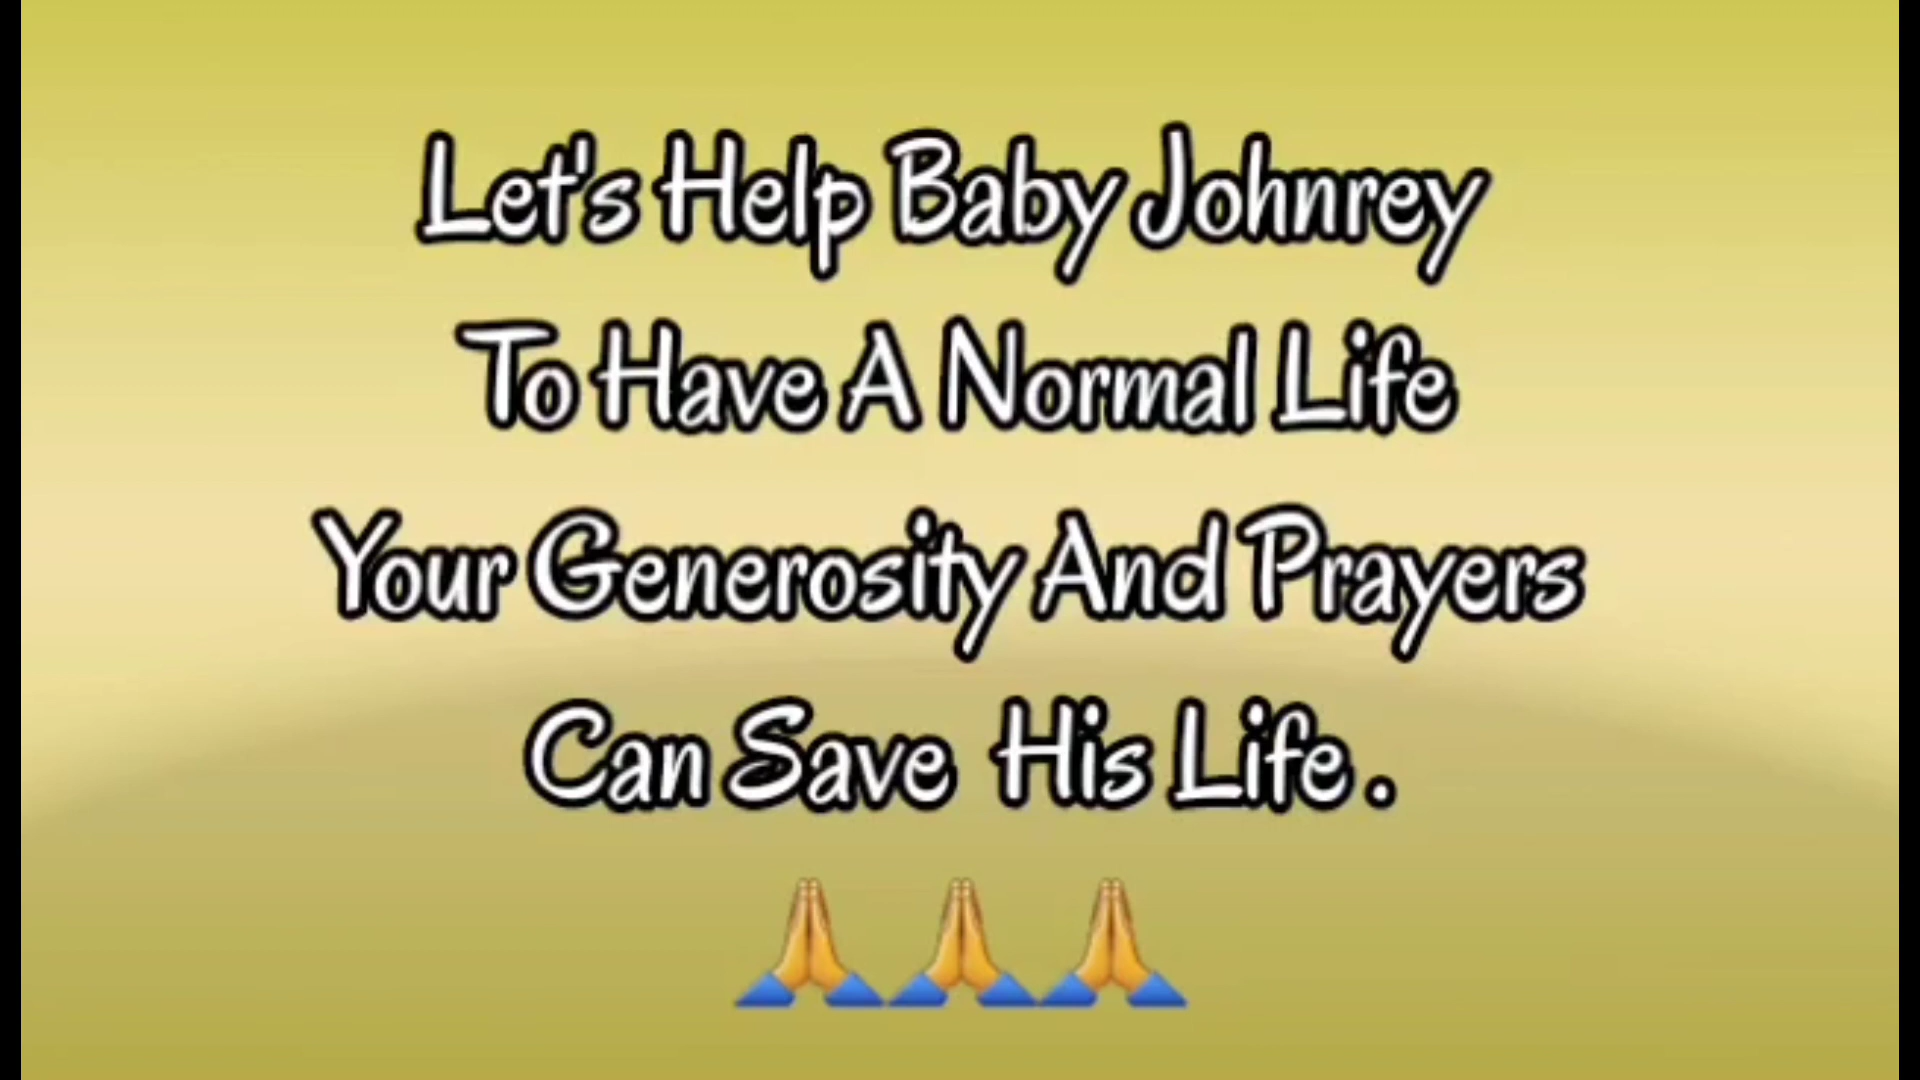 Let's Help Baby Johnrey
To Have A Normal Life
Your Generosity And Prayers
Can Save His Life .
🙏🙏🙏